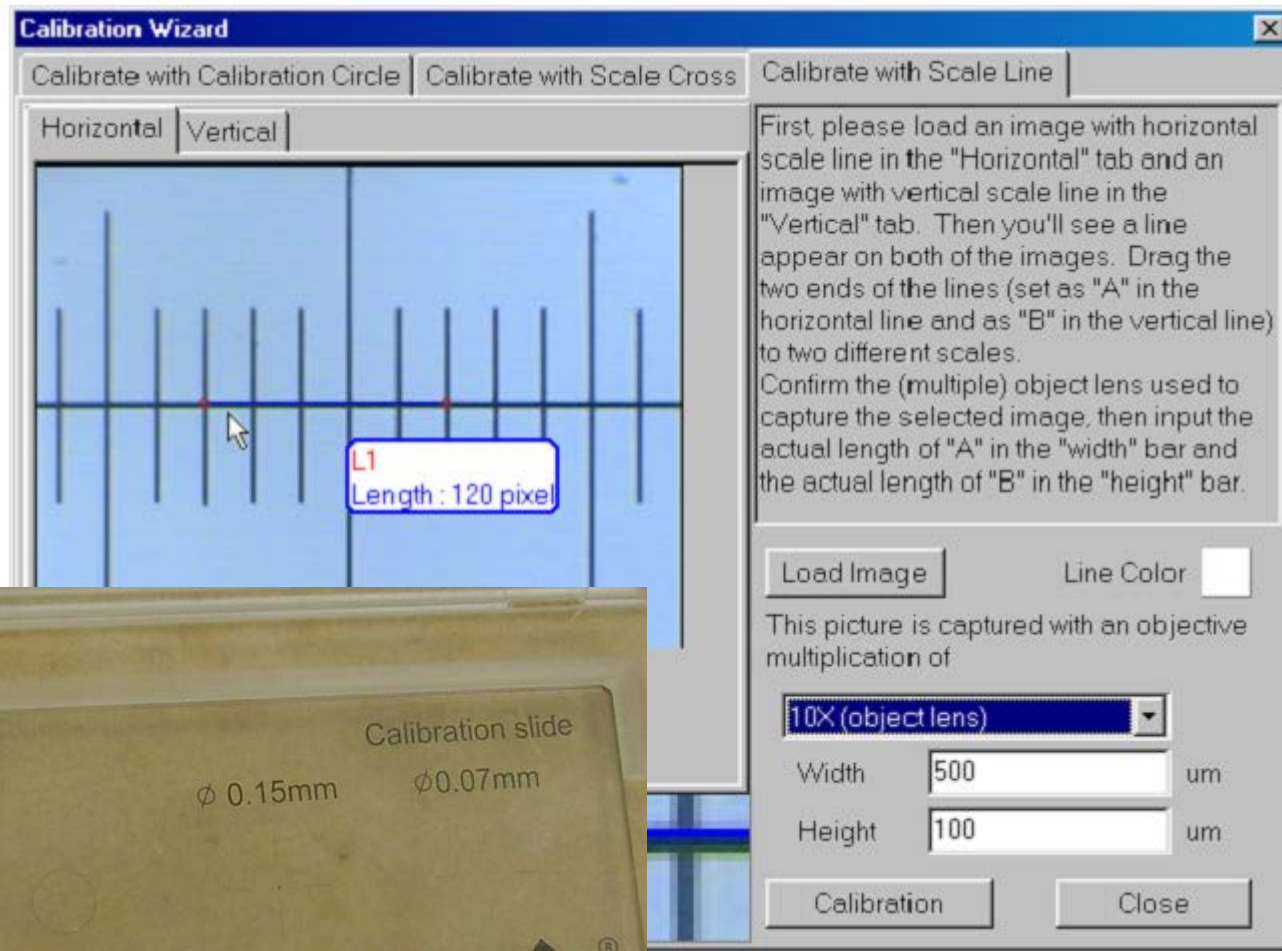 Calibration Wizard
Calibrate with Calibration Circle
Calibrate with Scale Cross
Calibrate with Scale Line
Horizontal
Vertical
L1
Length : 120 pixel
First, please load an image with horizontal
scale line in the "Horizontal" tab and an
image with vertical scale line in the
"Vertical" tab. Then you'll see a line
appear on both of the images. Drag the
two ends of the lines (set as "A" in the
horizontal line and as "B" in the vertical line)
to two different scales.
Confirm the (multiple) object lens used to
capture the selected image, then input the
actual length of "A" in the "width" bar and
the actual length of "B" in the "height" bar.
Load Image
Line Color
This picture is captured with an objective
multiplication of
10X (object lens)
Width 500 um
Height 100 um
Calibration
Close
Calibration slide
⌀ 0.15mm
⌀0.07mm
®